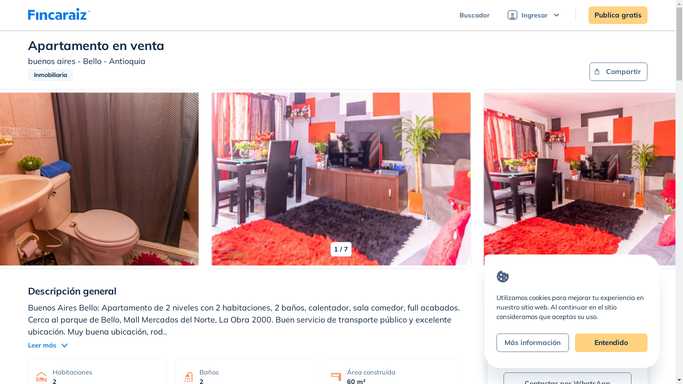 Fincaraiz
Buscador
Ingresar
Publica gratis
Apartamento en venta
buenos aires - Bello - Antioquia
Inmobiliaria
Compartir
1 / 7
Descripción general
Buenos Aires Bello: Apartamento de 2 niveles con 2 habitaciones, 2 baños, calentador, sala comedor, full acabados.
Cerca al parque de Bello, Mall Mercados del Norte, La Obra 2000. Buen servicio de transporte público y excelente
ubicación. Muy buena ubicación, rod..
Leer más
Habitaciones
2
Baños
2
Área construida
60 m²
Utilizamos cookies para mejorar tu experiencia en
nuestro sitio web. Al continuar en el sitio
consideramos que aceptas su uso.
Más información
Entendido
Contactar por WhatsApp